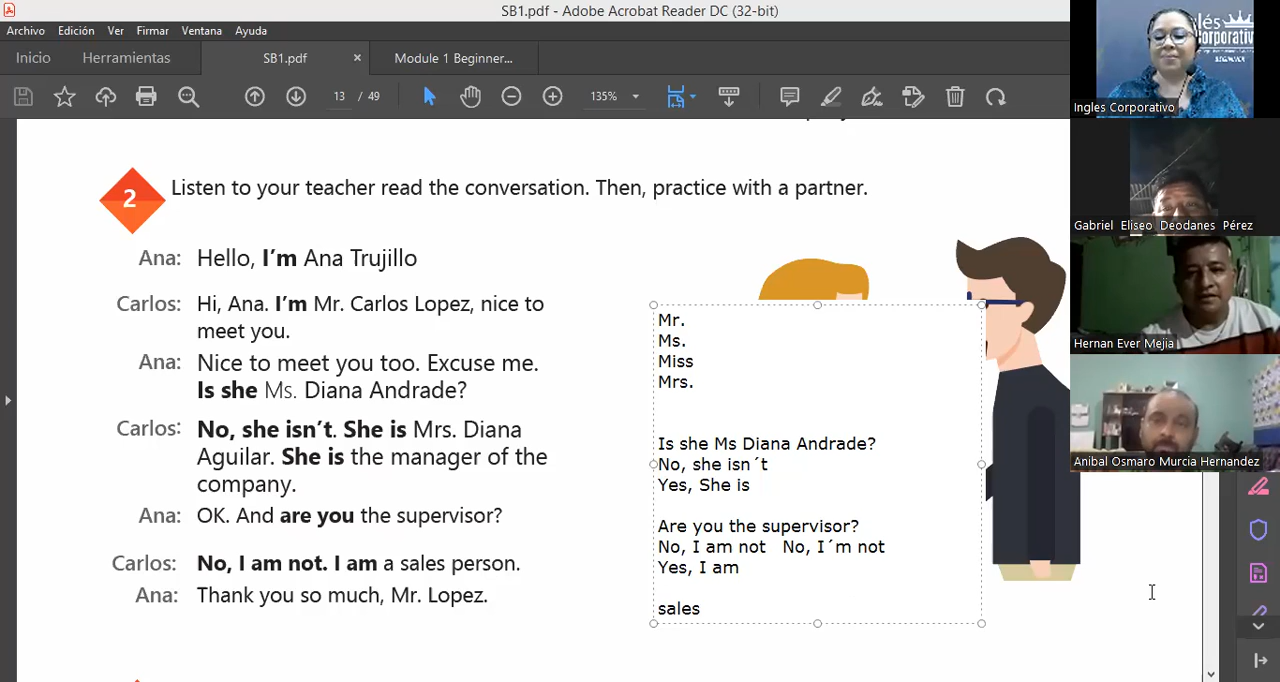 SB1.pdf - Adobe Acrobat Reader DC (32-bit)
Archivo Edición Ver Firmar Ventana Ayuda
Inicio Herramientas SB1.pdf × Module 1 Beginner...
13 / 49 135%
2 Listen to your teacher read the conversation. Then, practice with a partner.
Ana: Hello, I'm Ana Trujillo
Carlos: Hi, Ana. I'm Mr. Carlos Lopez, nice to
meet you.
Ana: Nice to meet you too. Excuse me.
Is she Ms. Diana Andrade?
Carlos: No, she isn't. She is Mrs. Diana
Aguilar. She is the manager of the
company.
Ana: OK. And are you the supervisor?
Carlos: No, I am not. I am a sales person.
Ana: Thank you so much, Mr. Lopez.
Mr.
Ms.
Miss
Mrs.
Is she Ms Diana Andrade?
No, she isn´t
Yes, She is
Are you the supervisor?
No, I am not No, I´m not
Yes, I am
sales
Ingles Corporativo
Gabriel Eliseo Deodanes Pérez
Hernan Ever Mejia
Anibal Osmaro Murcia Hernandez